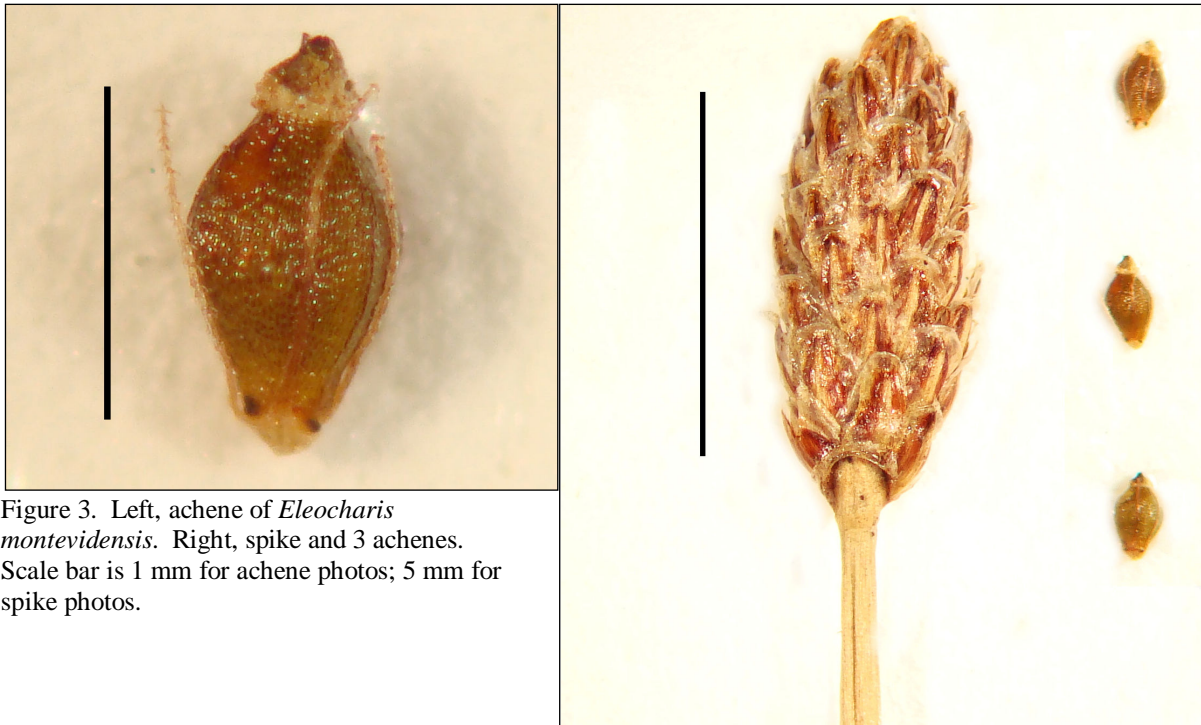 Figure 3. Left, achene of Eleocharis
montevidensis. Right, spike and 3 achenes.
Scale bar is 1 mm for achene photos; 5 mm for
spike photos.